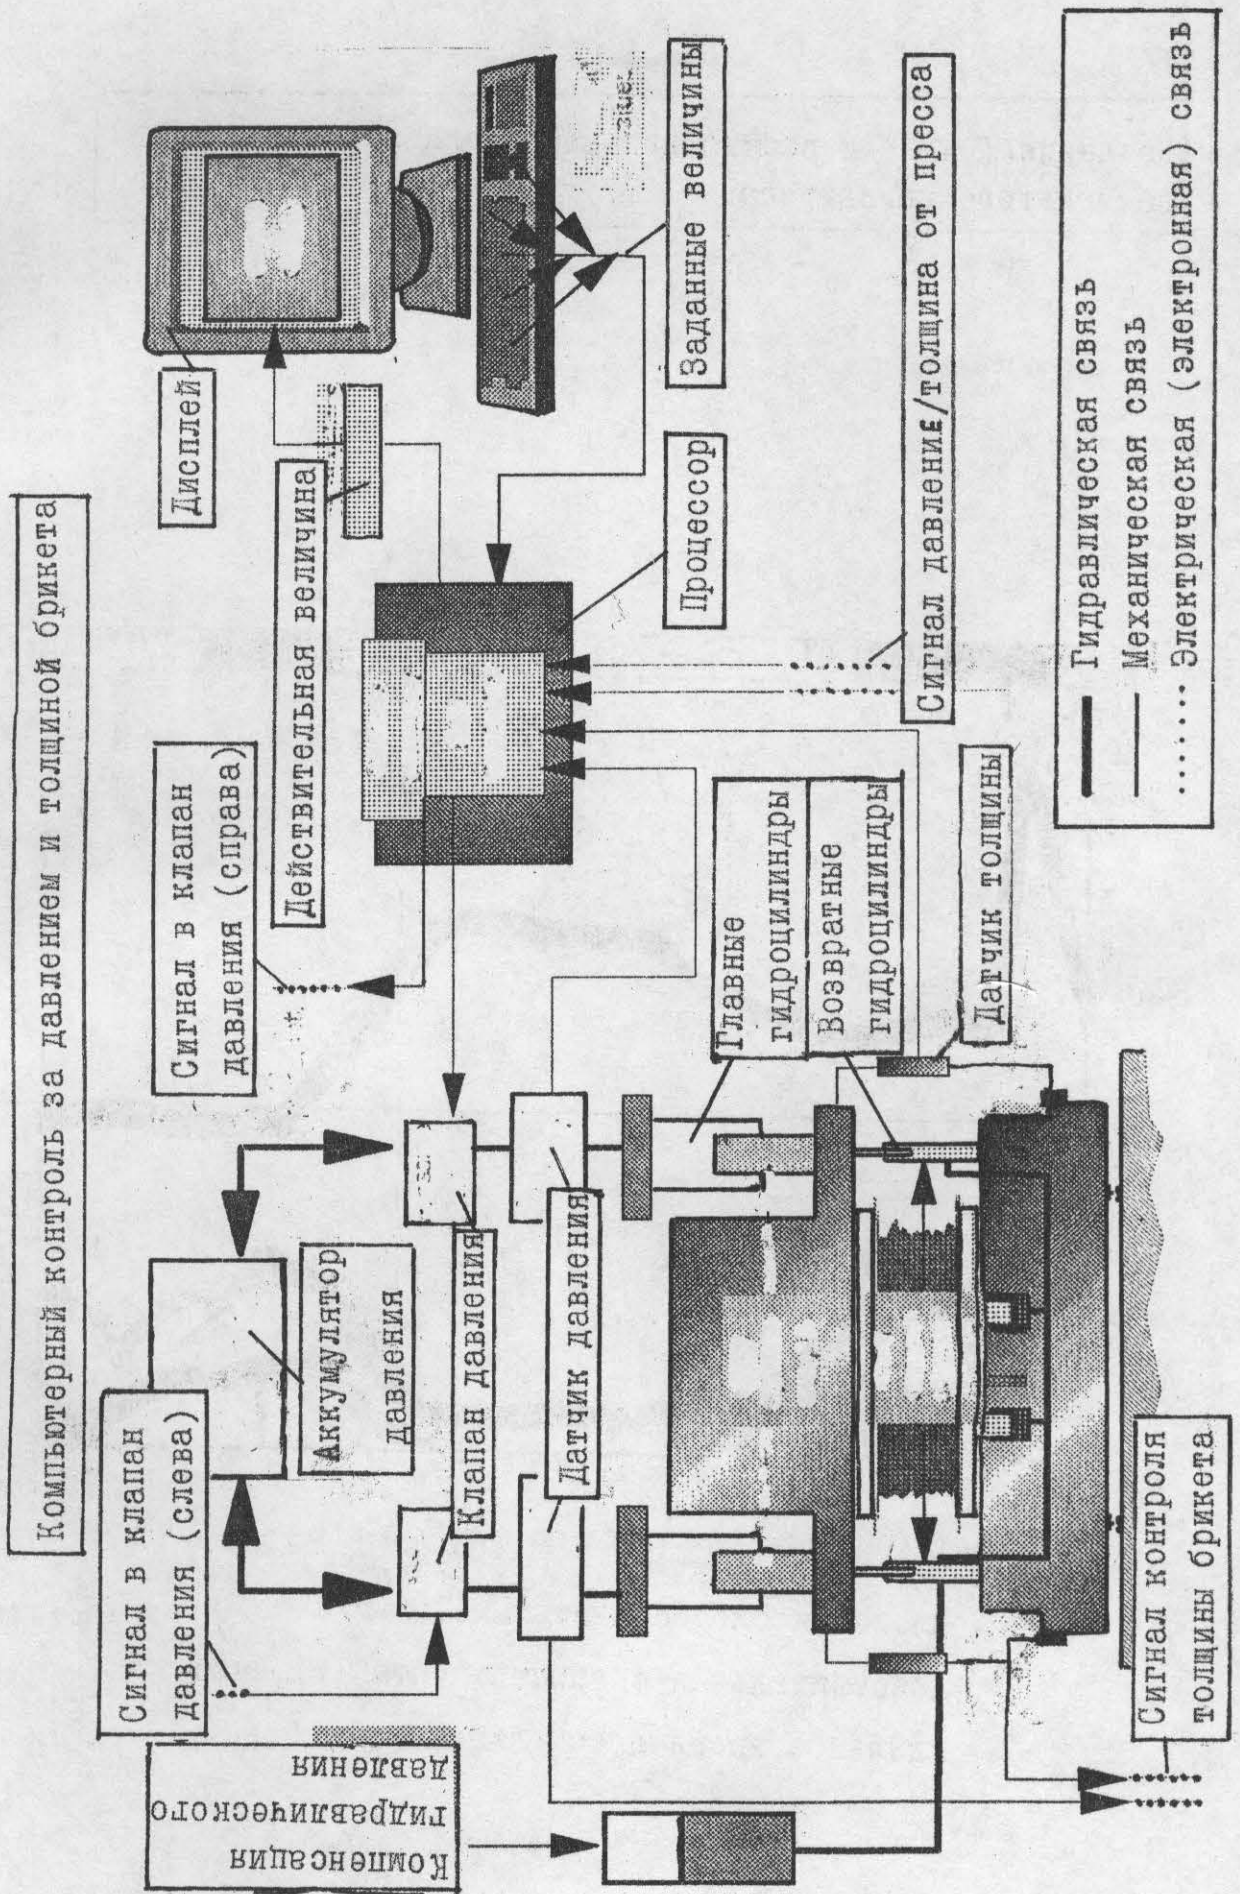 Компьютерный контроль за давлением и толщиной брикета
Сигнал в клапан
давления (слева)
Аккумулятор
давления
Сигнал в клапан
давления (справа)
Действительная величина
Дисплей
Компенсация
гидравлического
давления
Клапан давления
Датчик давления
Процессор
Заданные величины
Главные
гидроцилиндры
Возвратные
гидроцилиндры
Датчик толщины
Сигнал давление/толщина от пресса
Сигнал контроля
толщины брикета
Гидравлическая связь
Механическая связь
Электрическая (электронная) связь